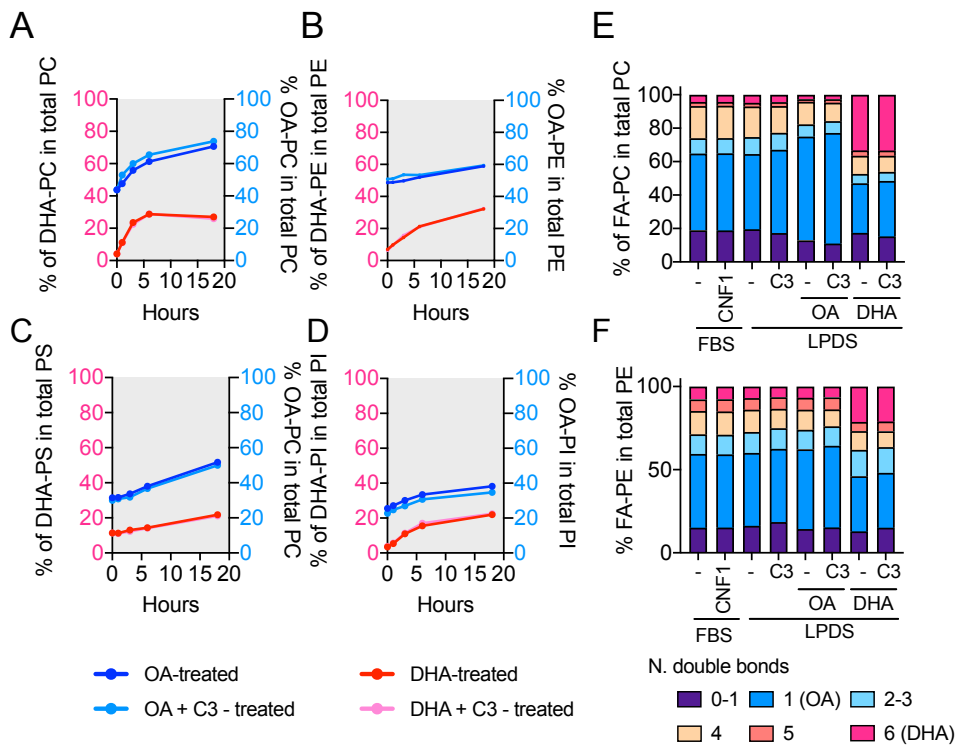 A
% of DHA-PC in total PC
100
80
60
40
20
0
100
80
60
40
20
0
% OA-PC in total PC
0 5 10 15 20
Hours
B
% of DHA-PE in total PE
100
80
60
40
20
0
100
80
60
40
20
0
% OA-PE in total PE
0 5 10 15 20
Hours
C
% of DHA-PS in total PS
100
80
60
40
20
0
100
80
60
40
20
0
% OA-PC in total PC
0 5 10 15 20
Hours
D
% of DHA-PI in total PI
100
80
60
40
20
0
100
80
60
40
20
0
% OA-PI in total PI
0 5 10 15 20
Hours
OA-treated
DHA-treated
OA + C3 - treated
DHA + C3 - treated
E
% of FA-PC in tatal PC
100
80
60
40
20
0
- CNF1 - C3 - C3 - C3
OA DHA
FBS LPDS
F
% FA-PE in total PE
100
50
0
- CNF1 - C3 - C3 - C3
OA DHA
FBS LPDS
N. double bonds
0-1 1 (OA) 2-3
4 5 6 (DHA)